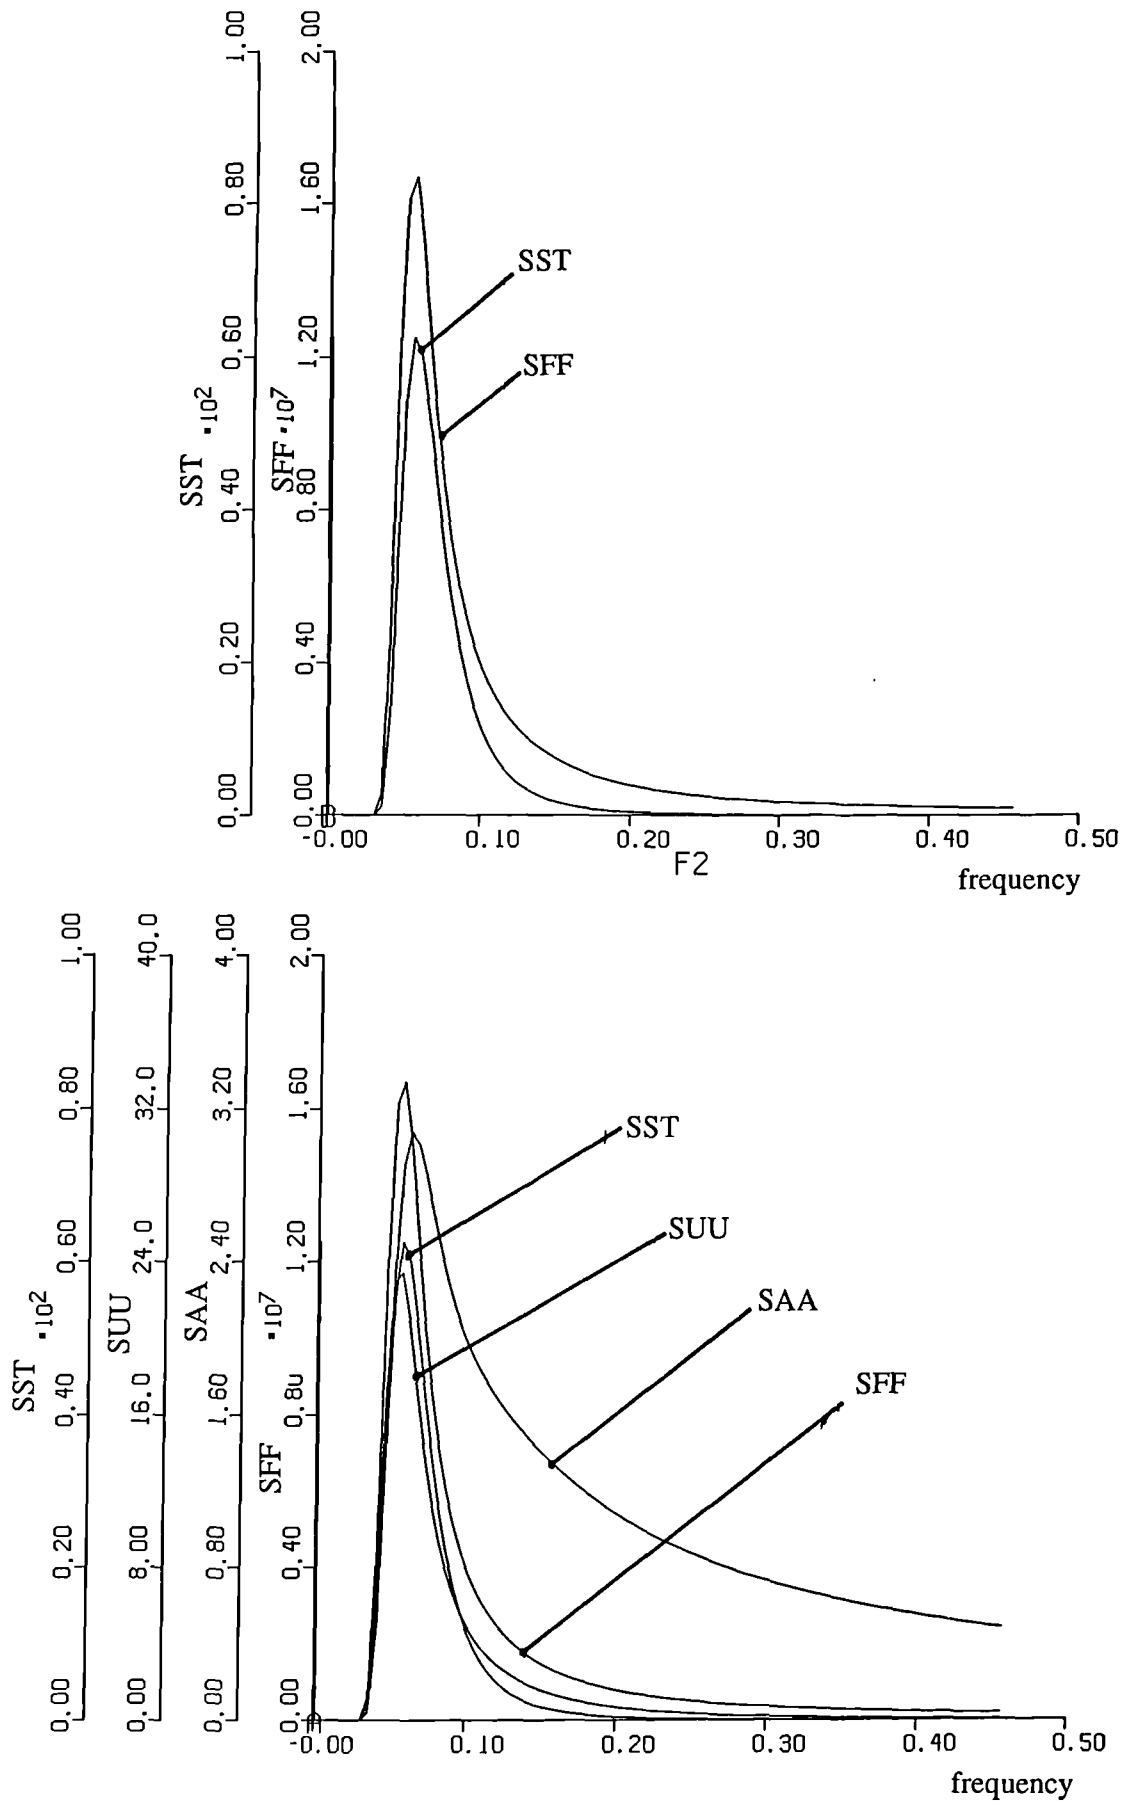 1.00 2.00
0.80 1.60
SST
0.60 1.20
SFF
SST ·10² SFF ·10⁷
0.40 0.80
0.20 0.40
0.00 0.00
-0.00 0.10 0.20 0.30 0.40 0.50
F2
frequency
1.00 40.0 4.00 2.00
0.80 32.0 3.20 1.60
SST
SUU
0.60 24.0 2.40 1.20
SAA
SST ·10² SUU SAA SFF ·10⁷
SFF
0.40 16.0 1.60 0.80
0.20 8.00 0.80 0.40
0.00 0.00 0.00 0.00
-0.00 0.10 0.20 0.30 0.40 0.50
frequency